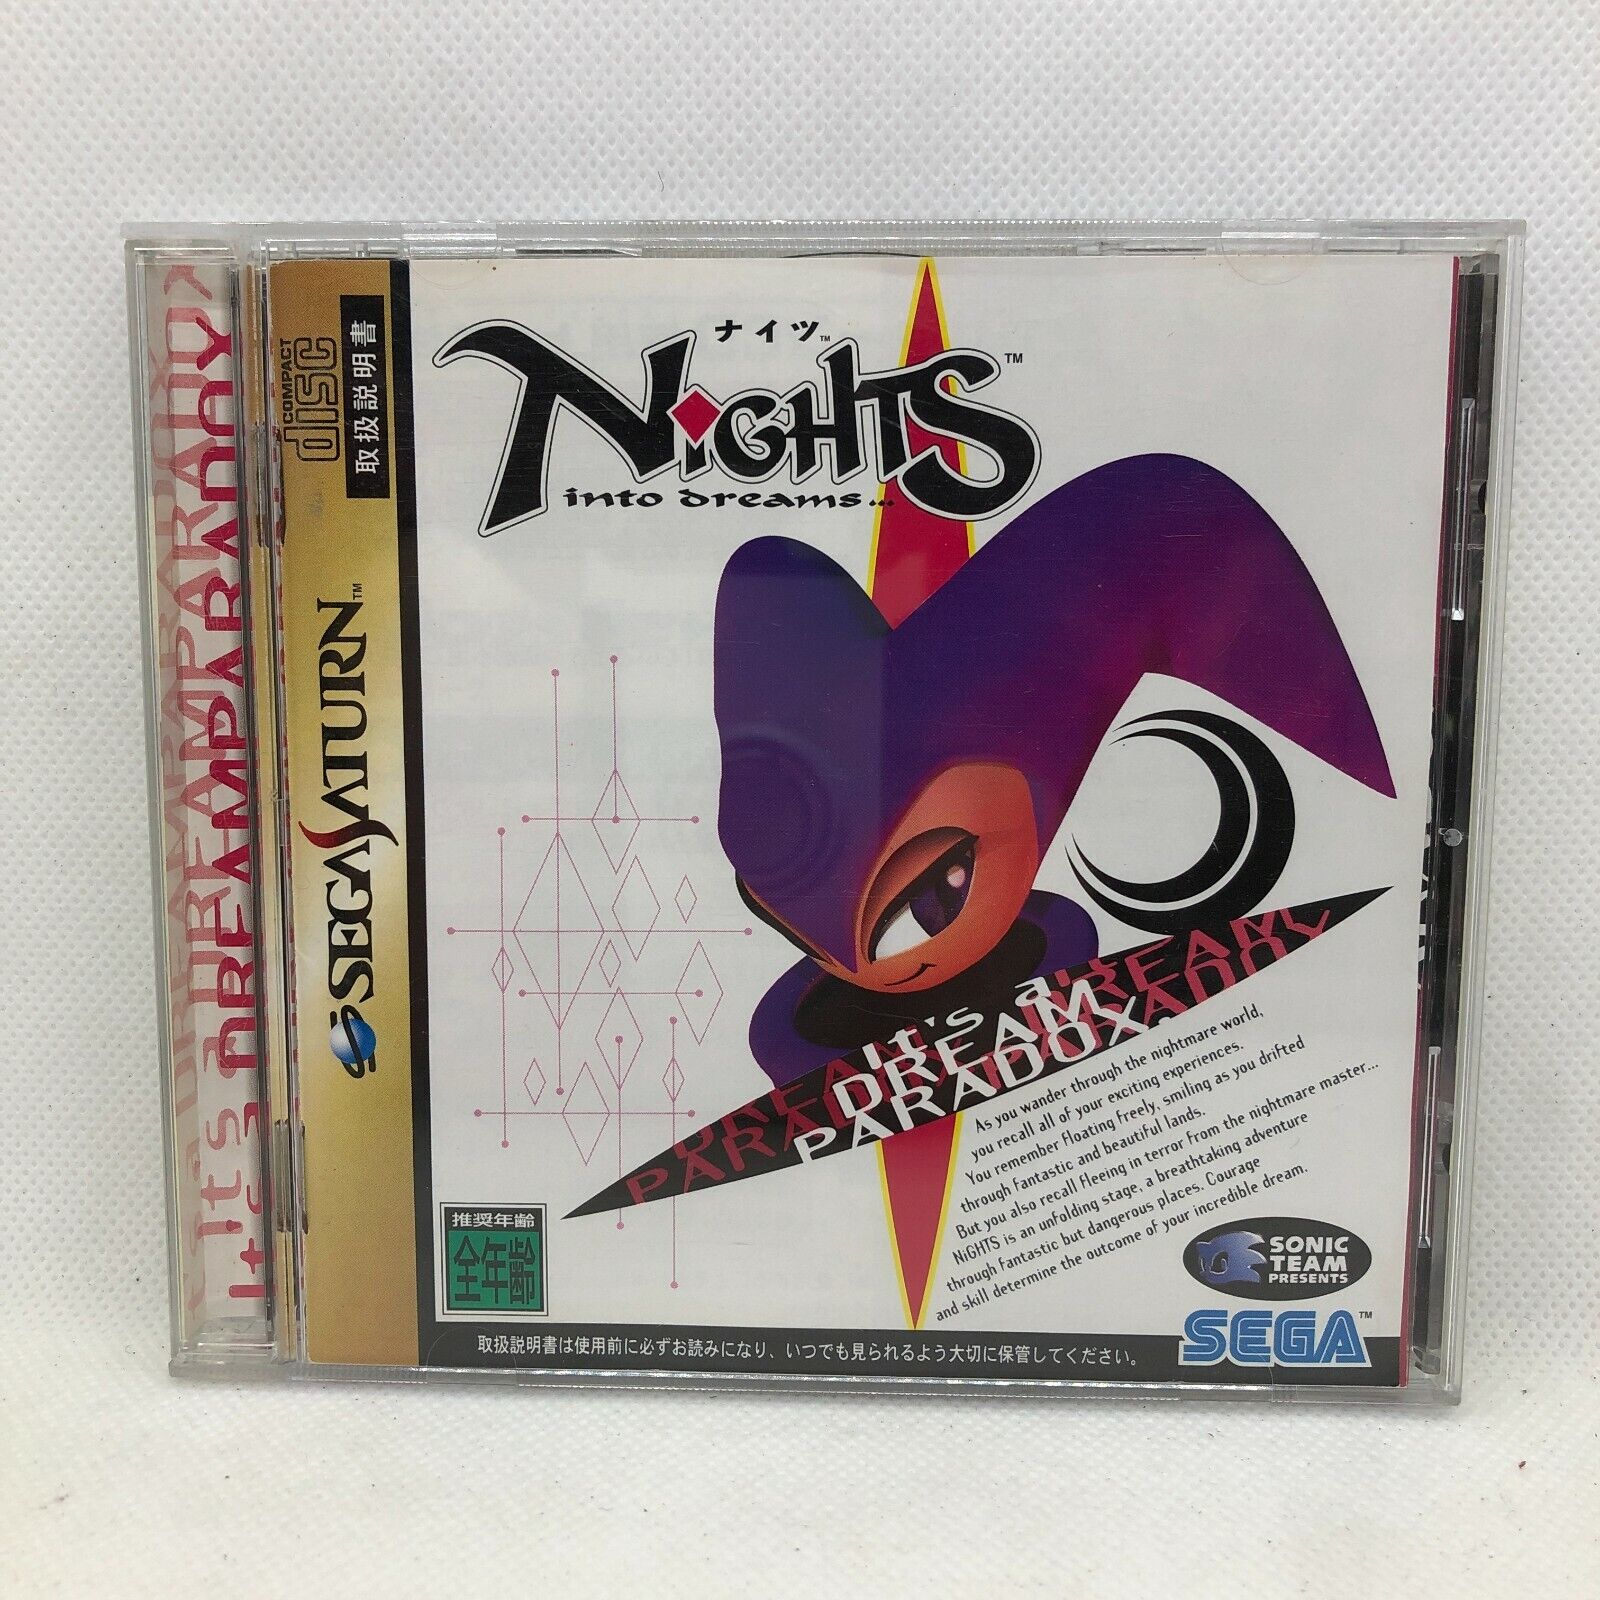 It's a DREAM PARADOX
COMPACT
disc
取扱説明書
SEGA SATURN™
ナイツ™
NiGHTS™
into dreams...
It's a
DREAM
PARADOX.
As you wander through the nightmare world,
you recall all of your exciting experiences.
You remember floating freely, smiling as you drifted
through fantastic and beautiful lands.
But you also recall fleeing in terror from the nightmare master...
NiGHTS is an unfolding stage, a breathtaking adventure
through fantastic but dangerous places. Courage
and skill determine the outcome of your incredible dream.
推奨年齢
全年齢
SONIC
TEAM
PRESENTS
SEGA™
取扱説明書は使用前に必ずお読みになり、いつでも見られるよう大切に保管してください。